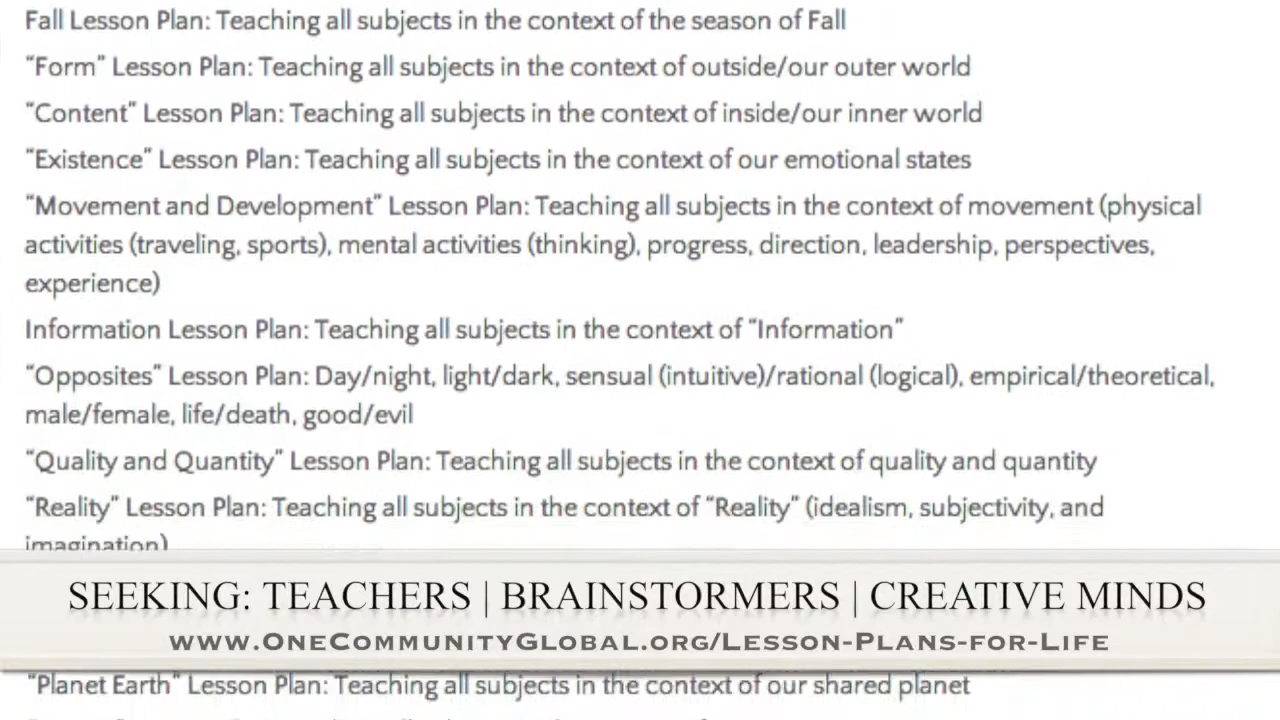 Fall Lesson Plan: Teaching all subjects in the context of the season of Fall
“Form” Lesson Plan: Teaching all subjects in the context of outside/our outer world
“Content” Lesson Plan: Teaching all subjects in the context of inside/our inner world
“Existence” Lesson Plan: Teaching all subjects in the context of our emotional states
“Movement and Development” Lesson Plan: Teaching all subjects in the context of movement (physical
activities (traveling, sports), mental activities (thinking), progress, direction, leadership, perspectives,
experience)
Information Lesson Plan: Teaching all subjects in the context of “Information”
“Opposites” Lesson Plan: Day/night, light/dark, sensual (intuitive)/rational (logical), empirical/theoretical,
male/female, life/death, good/evil
“Quality and Quantity” Lesson Plan: Teaching all subjects in the context of quality and quantity
“Reality” Lesson Plan: Teaching all subjects in the context of “Reality” (idealism, subjectivity, and
imagination)
SEEKING: TEACHERS | BRAINSTORMERS | CREATIVE MINDS
www.OneCommunityGlobal.org/Lesson-Plans-for-Life
“Planet Earth” Lesson Plan: Teaching all subjects in the context of our shared planet